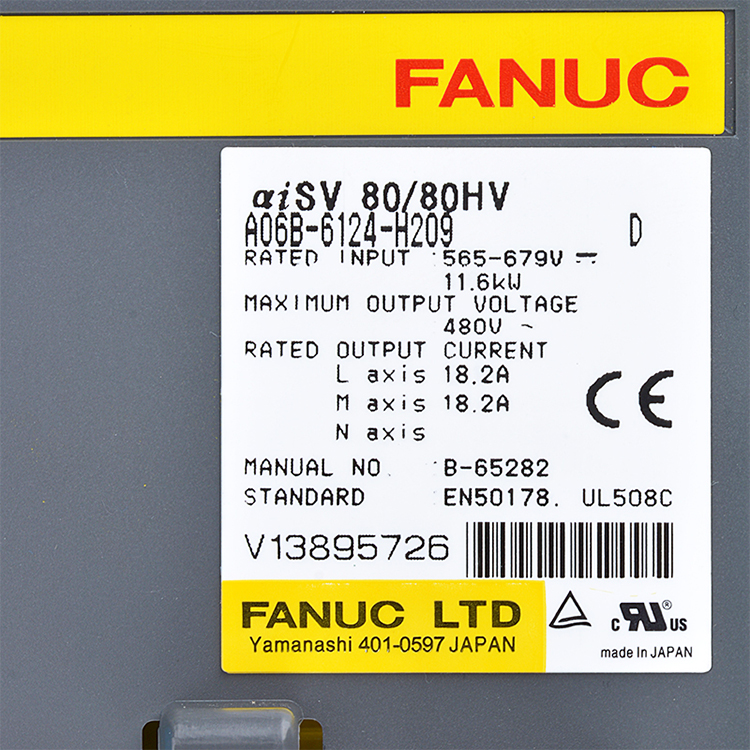 FANUC
αiSV 80/80HV
A06B-6124-H209 D
RATED INPUT 565-679V ⎓
11.6kW
MAXIMUM OUTPUT VOLTAGE
480V ~
RATED OUTPUT CURRENT
L axis 18.2A
M axis 18.2A
N axis
MANUAL NO. B-65282
STANDARD EN50178. UL508C
V13895726
CE
FANUC LTD
Yamanashi 401-0597 JAPAN
c RU ® US
made In JAPAN